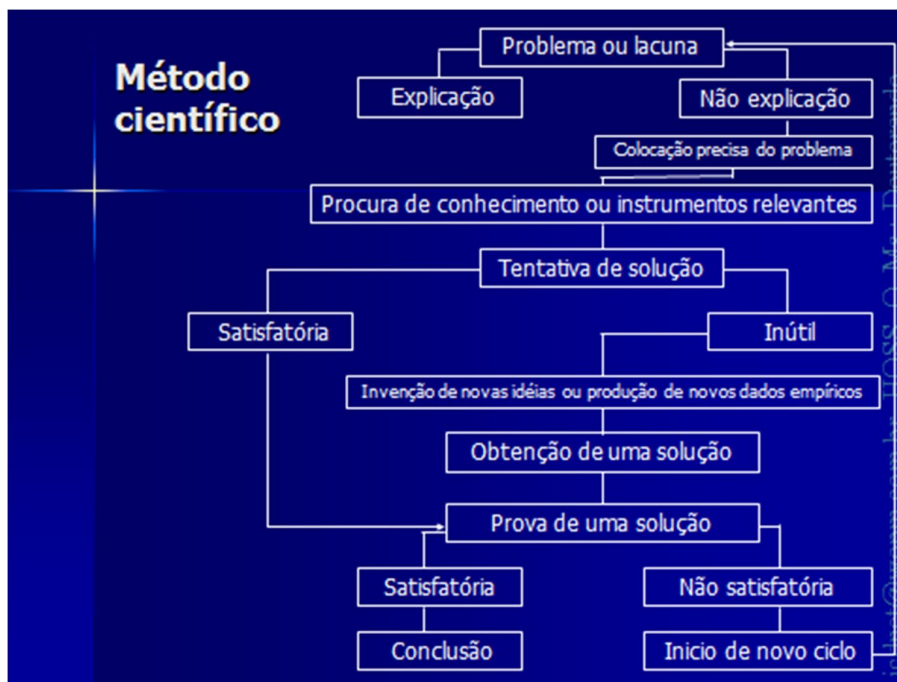 Método
científico
Problema ou lacuna
Explicação
Não explicação
Colocação precisa do problema
Procura de conhecimento ou instrumentos relevantes
Tentativa de solução
Satisfatória
Inútil
Invenção de novas idéias ou produção de novos dados empíricos
Obtenção de uma solução
Prova de uma solução
Satisfatória
Não satisfatória
Conclusão
Inicio de novo ciclo